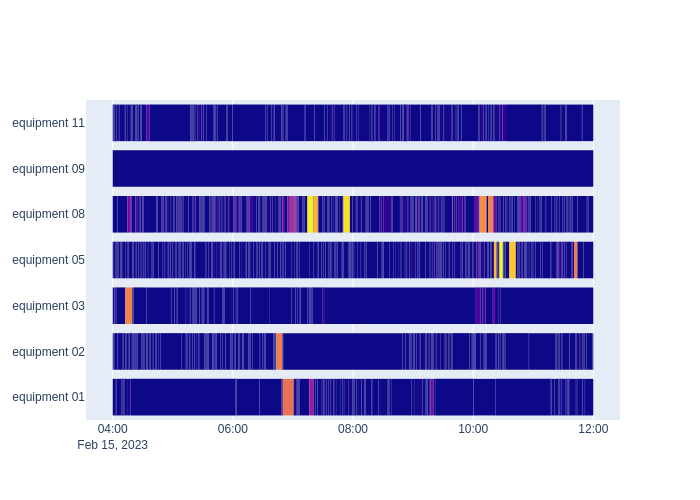 equipment 11
equipment 09
equipment 08
equipment 05
equipment 03
equipment 02
equipment 01
04:00 06:00 08:00 10:00 12:00
Feb 15, 2023